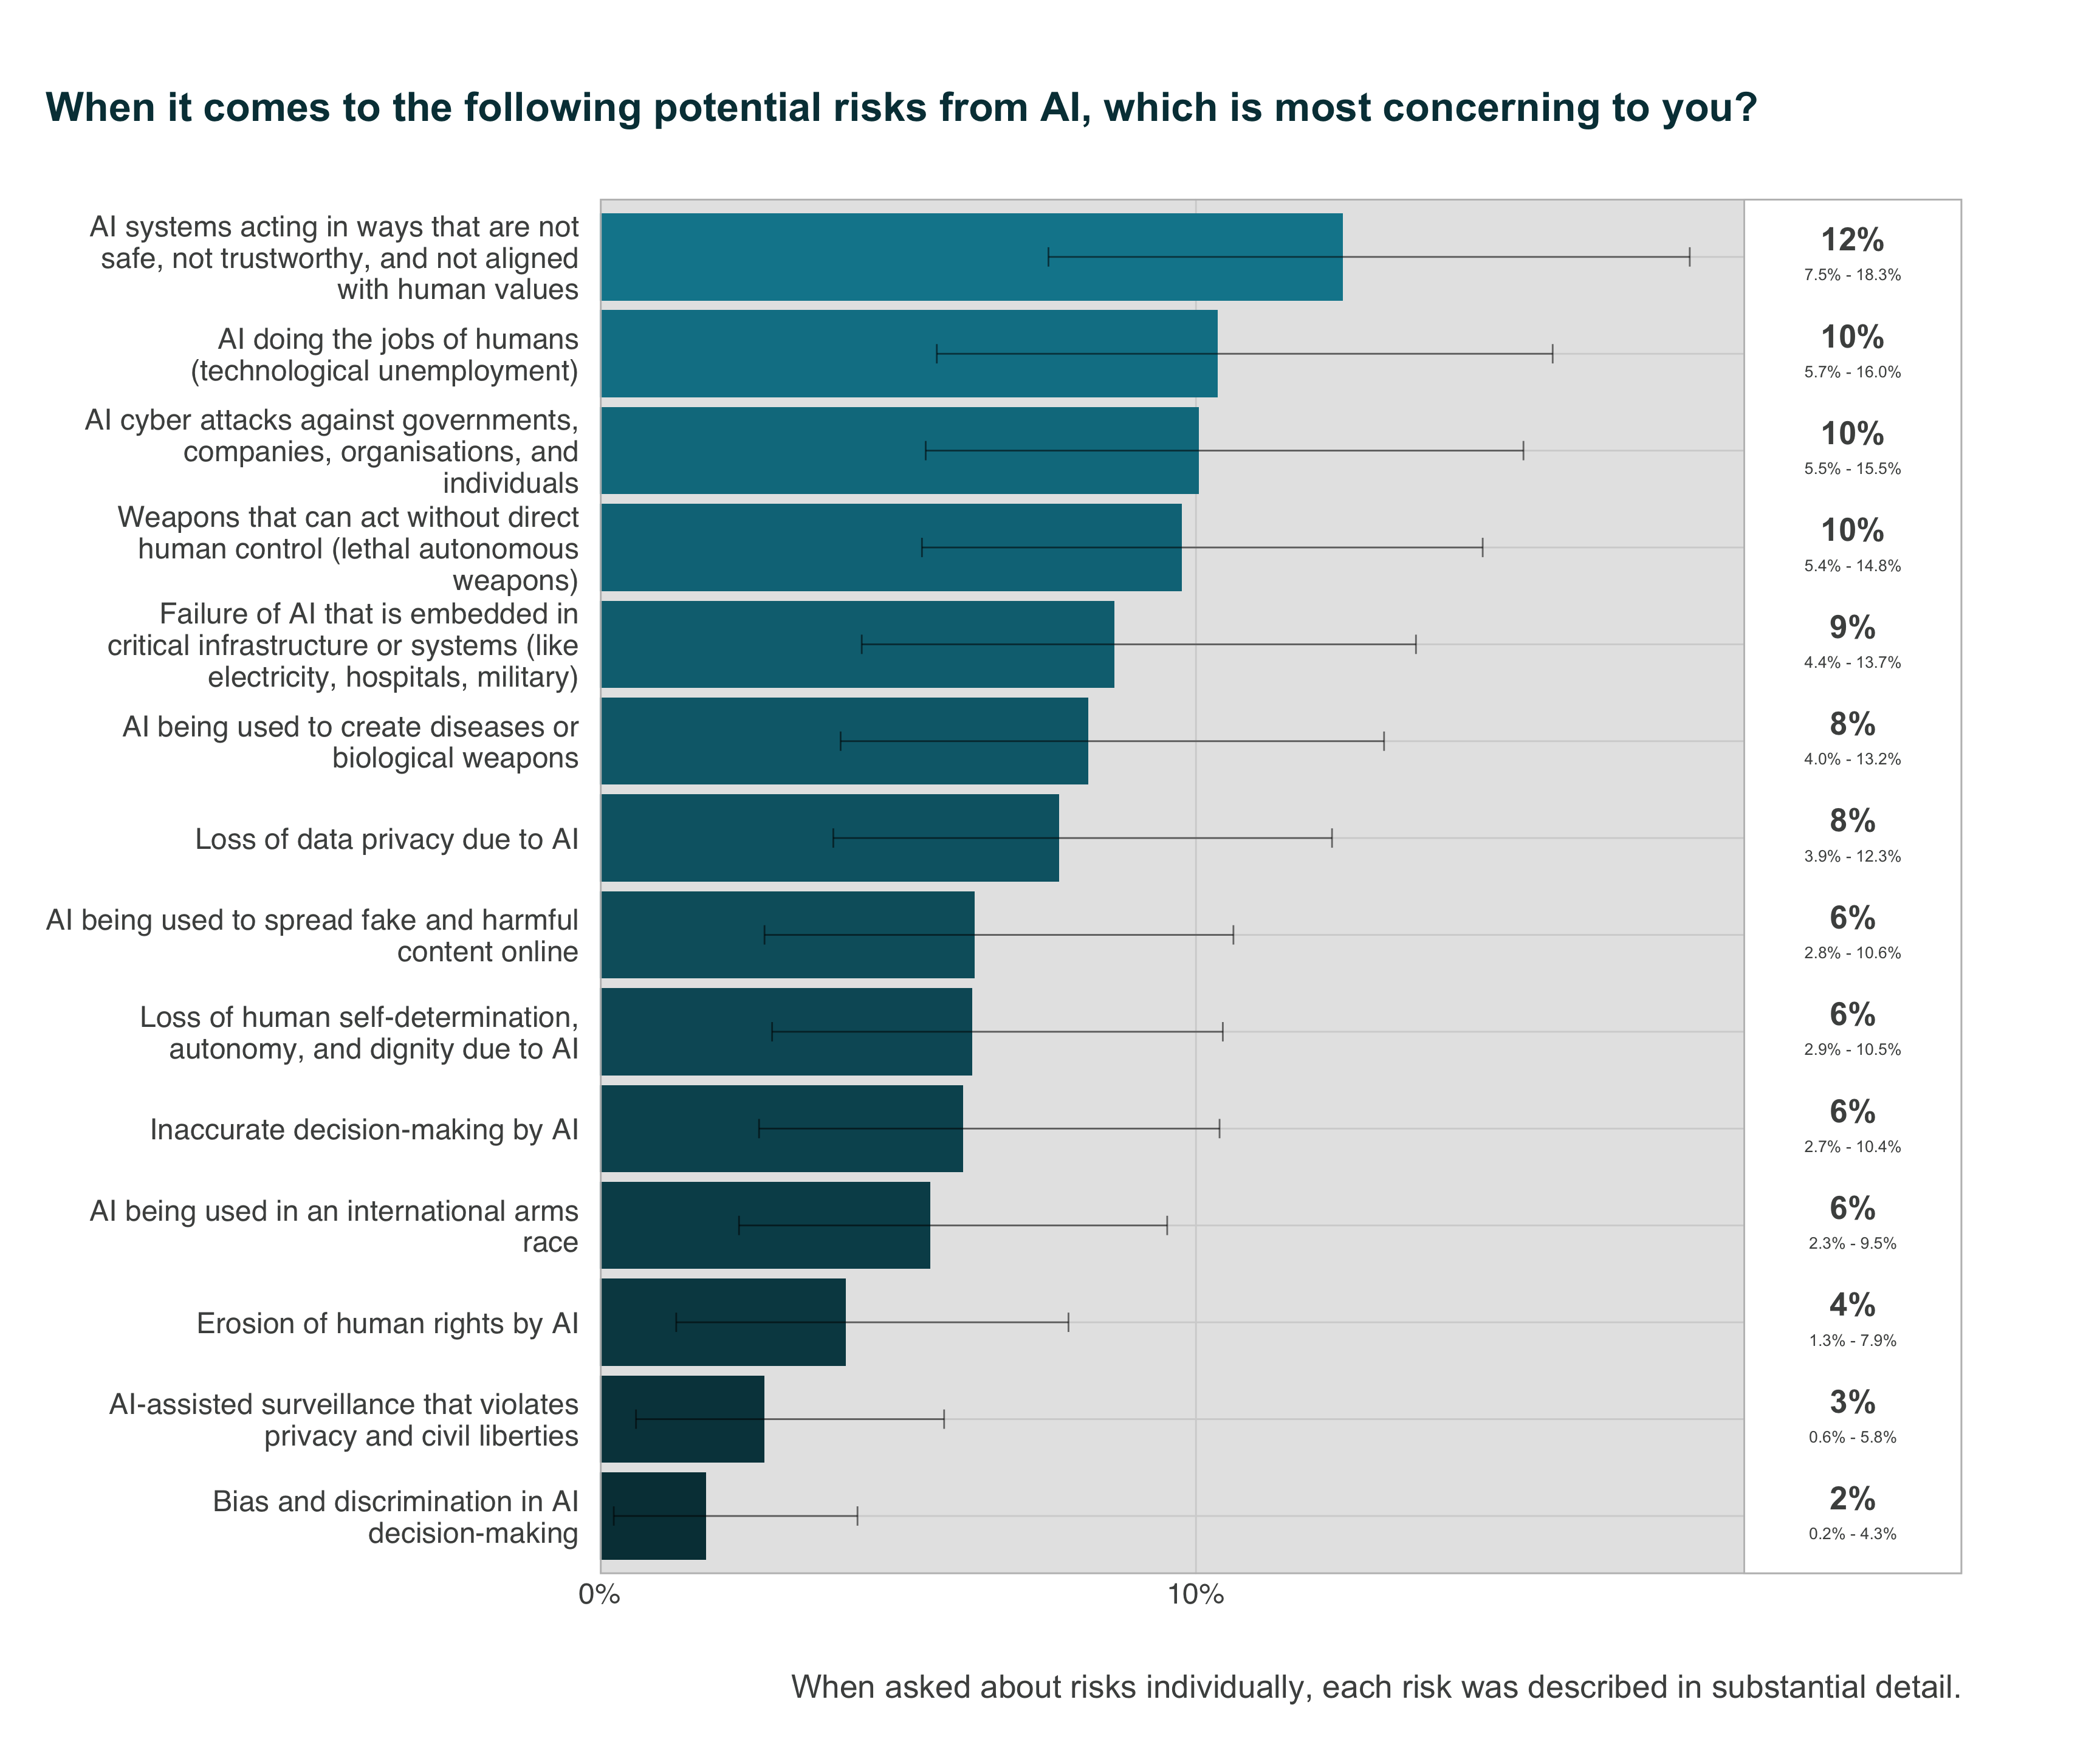 When it comes to the following potential risks from AI, which is most concerning to you?
AI systems acting in ways that are not
safe, not trustworthy, and not aligned
with human values
12%
7.5% - 18.3%
AI doing the jobs of humans
(technological unemployment)
10%
5.7% - 16.0%
AI cyber attacks against governments,
companies, organisations, and
individuals
10%
5.5% - 15.5%
Weapons that can act without direct
human control (lethal autonomous
weapons)
10%
5.4% - 14.8%
Failure of AI that is embedded in
critical infrastructure or systems (like
electricity, hospitals, military)
9%
4.4% - 13.7%
AI being used to create diseases or
biological weapons
8%
4.0% - 13.2%
Loss of data privacy due to AI
8%
3.9% - 12.3%
AI being used to spread fake and harmful
content online
6%
2.8% - 10.6%
Loss of human self-determination,
autonomy, and dignity due to AI
6%
2.9% - 10.5%
Inaccurate decision-making by AI
6%
2.7% - 10.4%
AI being used in an international arms
race
6%
2.3% - 9.5%
Erosion of human rights by AI
4%
1.3% - 7.9%
AI-assisted surveillance that violates
privacy and civil liberties
3%
0.6% - 5.8%
Bias and discrimination in AI
decision-making
2%
0.2% - 4.3%
0%
10%
When asked about risks individually, each risk was described in substantial detail.